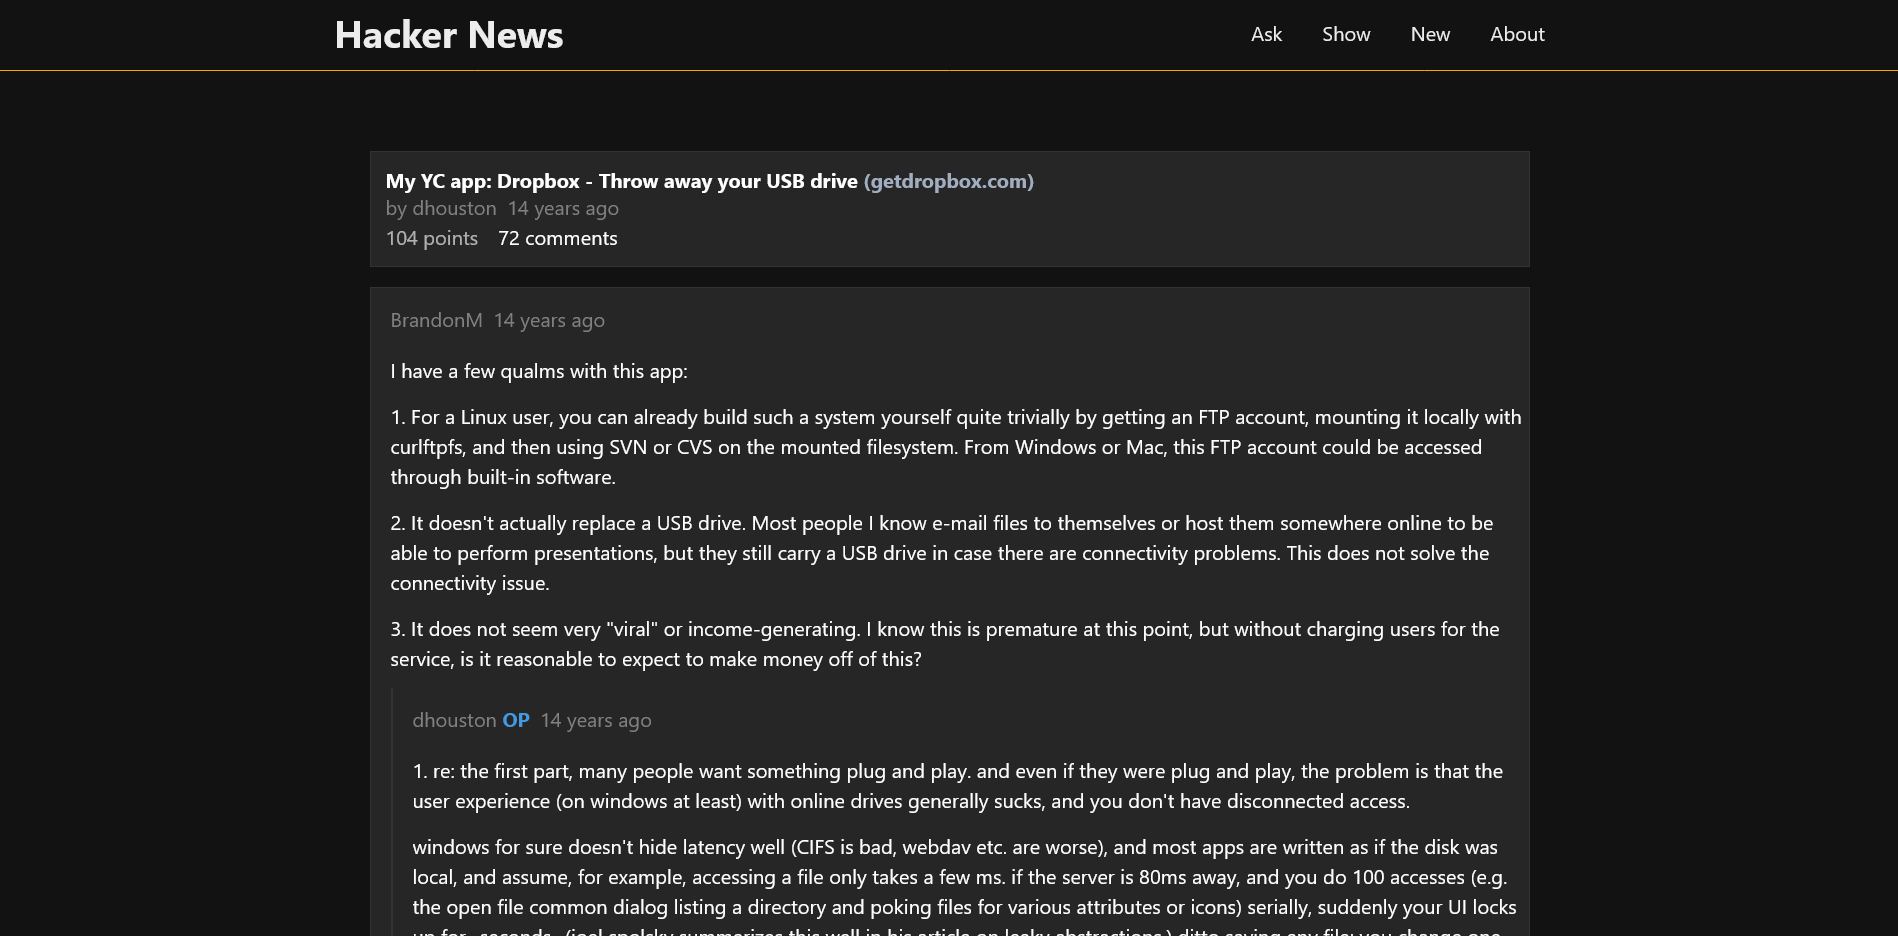 Hacker News
Ask Show New About
My YC app: Dropbox - Throw away your USB drive (getdropbox.com)
by dhouston 14 years ago
104 points 72 comments
BrandonM 14 years ago
I have a few qualms with this app:
1. For a Linux user, you can already build such a system yourself quite trivially by getting an FTP account, mounting it locally with
curlftpfs, and then using SVN or CVS on the mounted filesystem. From Windows or Mac, this FTP account could be accessed
through built-in software.
2. It doesn't actually replace a USB drive. Most people I know e-mail files to themselves or host them somewhere online to be
able to perform presentations, but they still carry a USB drive in case there are connectivity problems. This does not solve the
connectivity issue.
3. It does not seem very "viral" or income-generating. I know this is premature at this point, but without charging users for the
service, is it reasonable to expect to make money off of this?
dhouston OP 14 years ago
1. re: the first part, many people want something plug and play. and even if they were plug and play, the problem is that the
user experience (on windows at least) with online drives generally sucks, and you don't have disconnected access.
windows for sure doesn't hide latency well (CIFS is bad, webdav etc. are worse), and most apps are written as if the disk was
local, and assume, for example, accessing a file only takes a few ms. if the server is 80ms away, and you do 100 accesses (e.g.
the open file common dialog listing a directory and poking files for various attributes or icons) serially, suddenly your UI locks